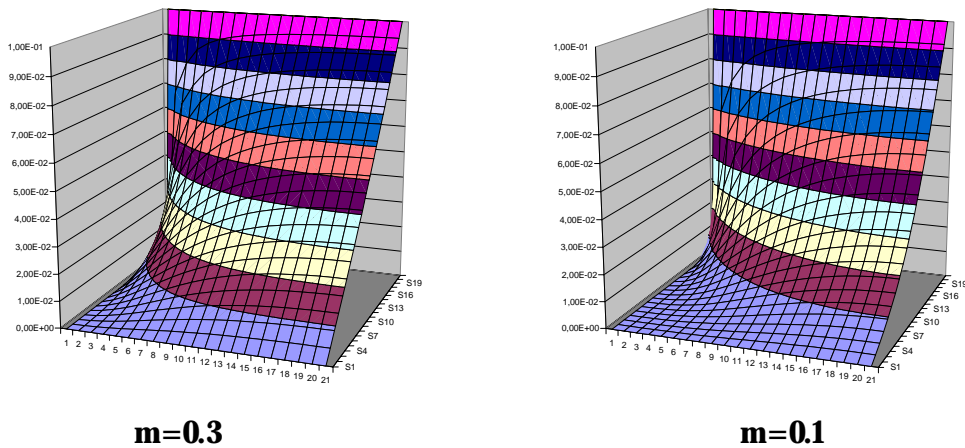 1,00E-01
9,00E-02
8,00E-02
7,00E-02
6,00E-02
5,00E-02
4,00E-02
3,00E-02
2,00E-02
1,00E-02
0,00E+00
1 2 3 4 5 6 7 8 9 10 11 12 13 14 15 16 17 18 19 20 21
S1
S4
S7
S10
S13
S16
S19
m=0.3
1,00E-01
9,00E-02
8,00E-02
7,00E-02
6,00E-02
5,00E-02
4,00E-02
3,00E-02
2,00E-02
1,00E-02
0,00E+00
1 2 3 4 5 6 7 8 9 10 11 12 13 14 15 16 17 18 19 20 21
S1
S4
S7
S10
S13
S16
S19
m=0.1